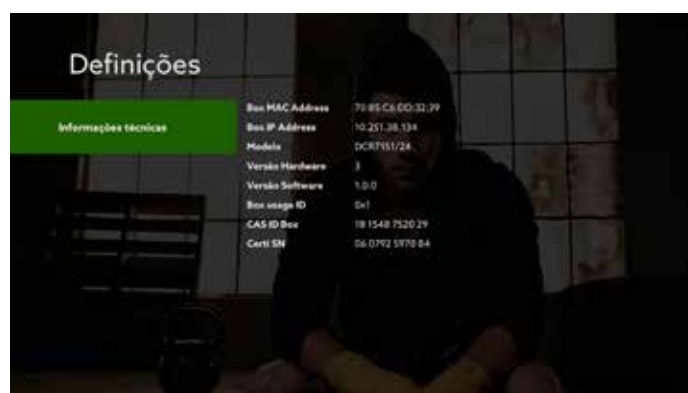 Definições
Informações técnicas
Box MAC Address 70:85:C6:DD:32:39
Box IP Address 10.251.38.134
Modelo DCR7151/24
Versão Hardware 3
Versão Software 1.0.0
Box usage ID 0x1
CAS ID Box 18 1548 7520 29
Certi SN 06 0792 5970 84